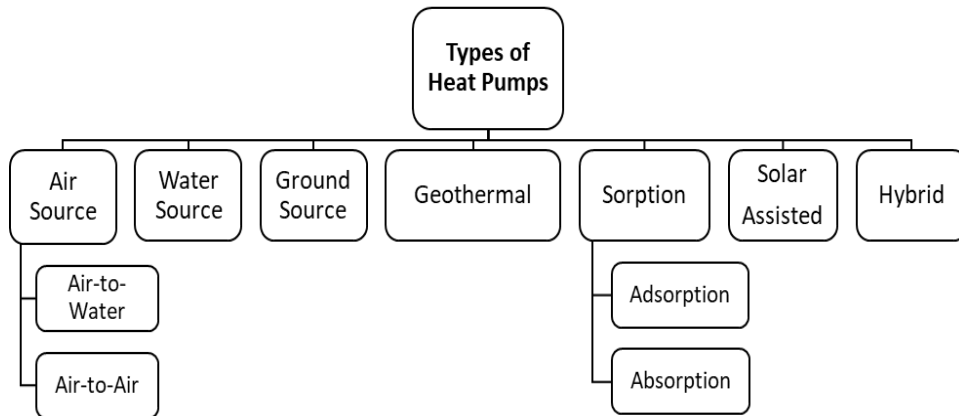 Types of
Heat Pumps
Air
Source
Water
Source
Ground
Source
Geothermal
Sorption
Solar
Assisted
Hybrid
Air-to-
Water
Air-to-Air
Adsorption
Absorption